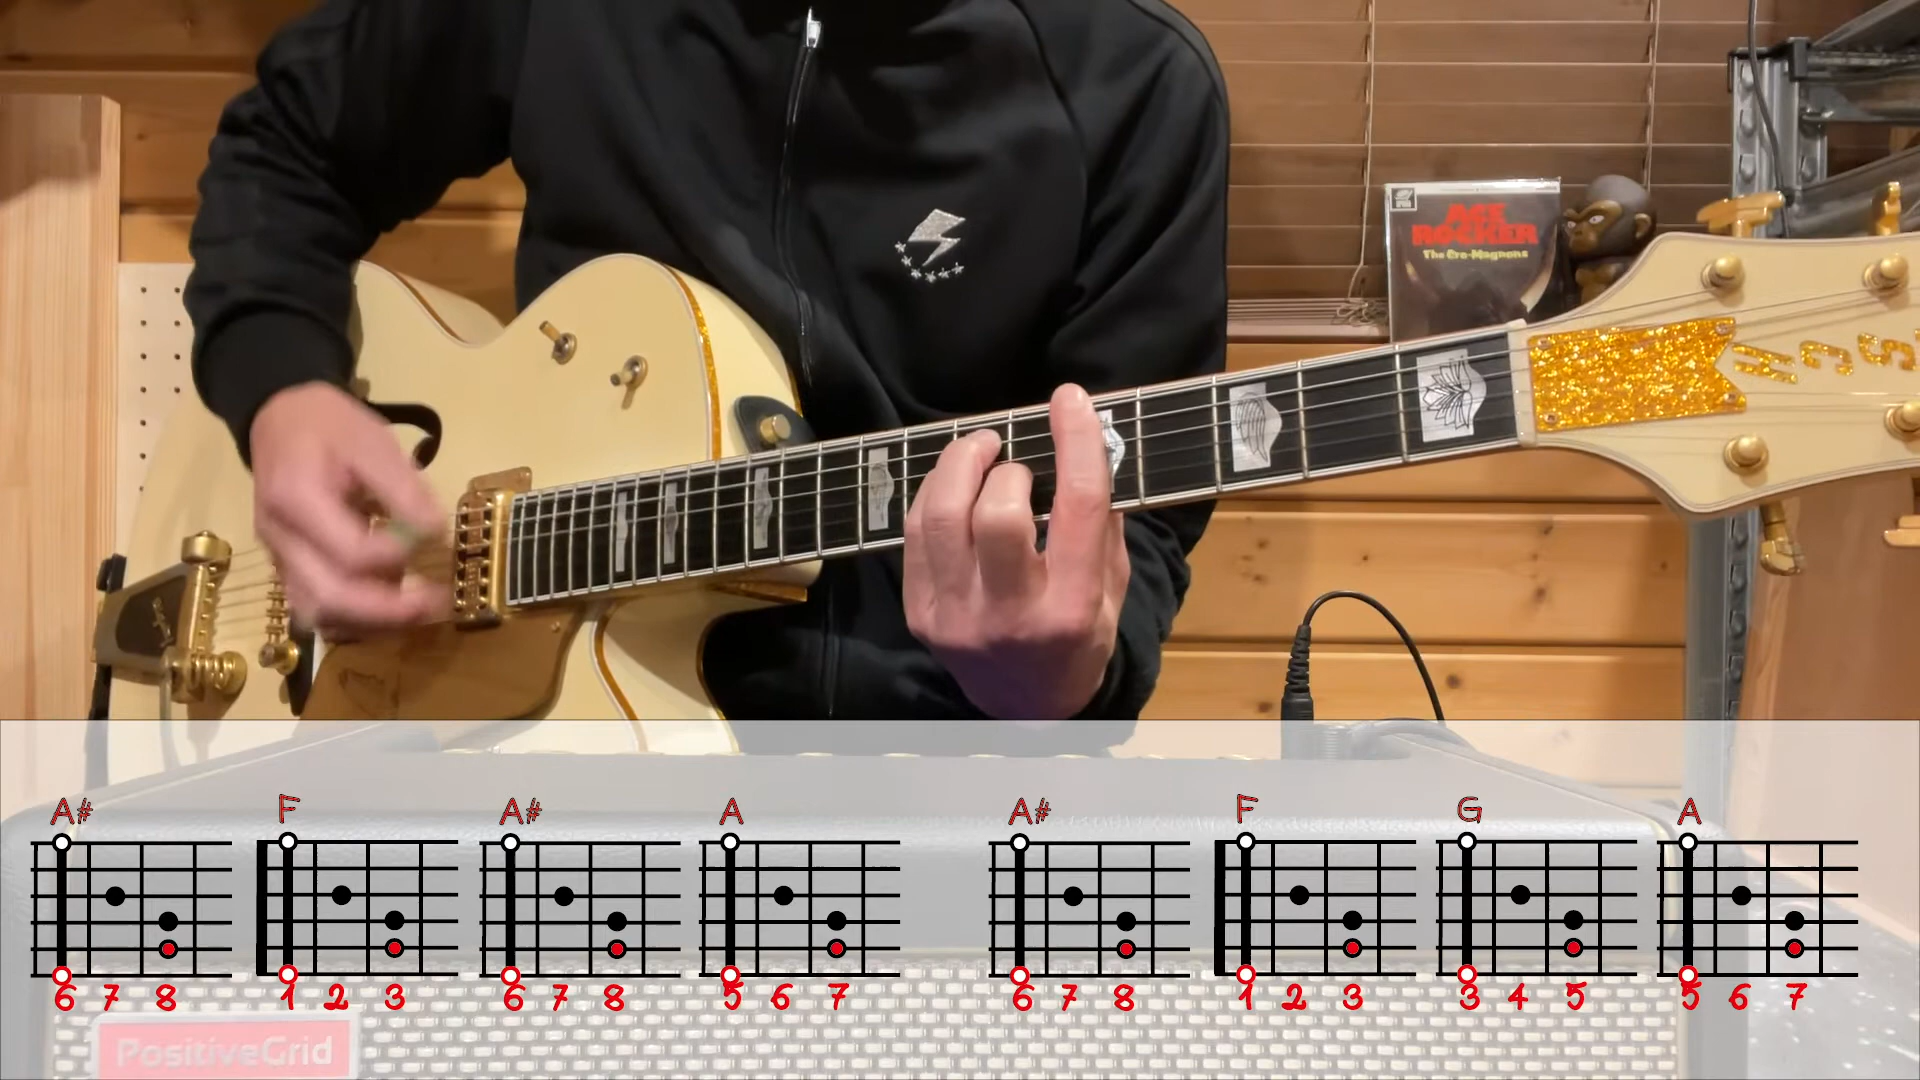 ACE
ROCKER
The Cro-Magnons
A# F A# A A# F G A
6 7 8 1 2 3 6 7 8 5 6 7 6 7 8 1 2 3 3 4 5 5 6 7
PositiveGrid